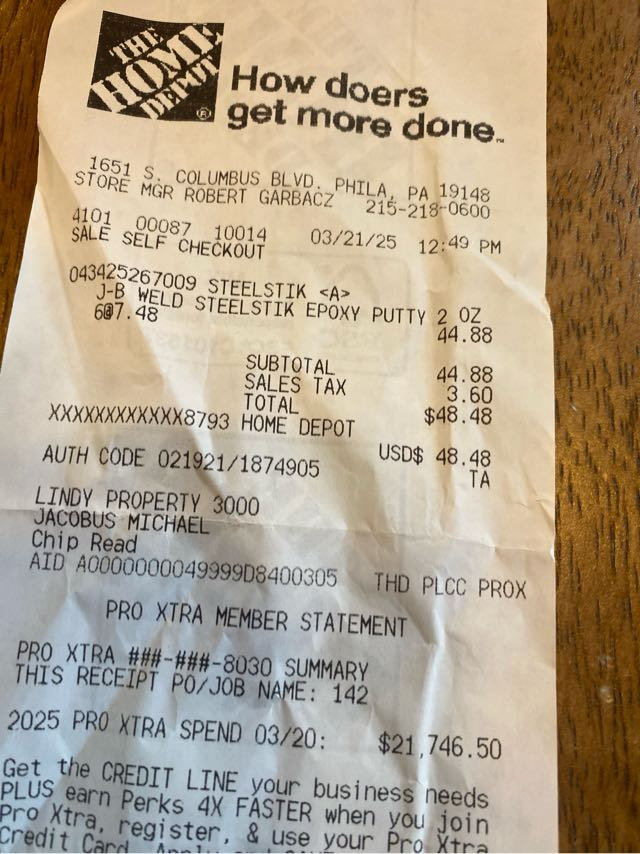 THE
HOME
DEPOT®
How doers
get more done™
1651 S. COLUMBUS BLVD. PHILA, PA 19148
STORE MGR ROBERT GARBACZ 215-218-0600
4101 00087 10014 03/21/25 12:49 PM
SALE SELF CHECKOUT
043425267009 STEELSTIK <A>
J-B WELD STEELSTIK EPOXY PUTTY 2 OZ
6@7.48 44.88
SUBTOTAL 44.88
SALES TAX 3.60
TOTAL $48.48
XXXXXXXXXXXX8793 HOME DEPOT
USD$ 48.48
AUTH CODE 021921/1874905 TA
LINDY PROPERTY 3000
JACOBUS MICHAEL
Chip Read
AID A0000000049999D8400305 THD PLCC PROX
PRO XTRA MEMBER STATEMENT
PRO XTRA ###-###-8030 SUMMARY
THIS RECEIPT PO/JOB NAME: 142
2025 PRO XTRA SPEND 03/20: $21,746.50
Get the CREDIT LINE your business needs
PLUS earn Perks 4X FASTER when you join
Pro Xtra, register, & use your Pro Xtra
Credit Card.